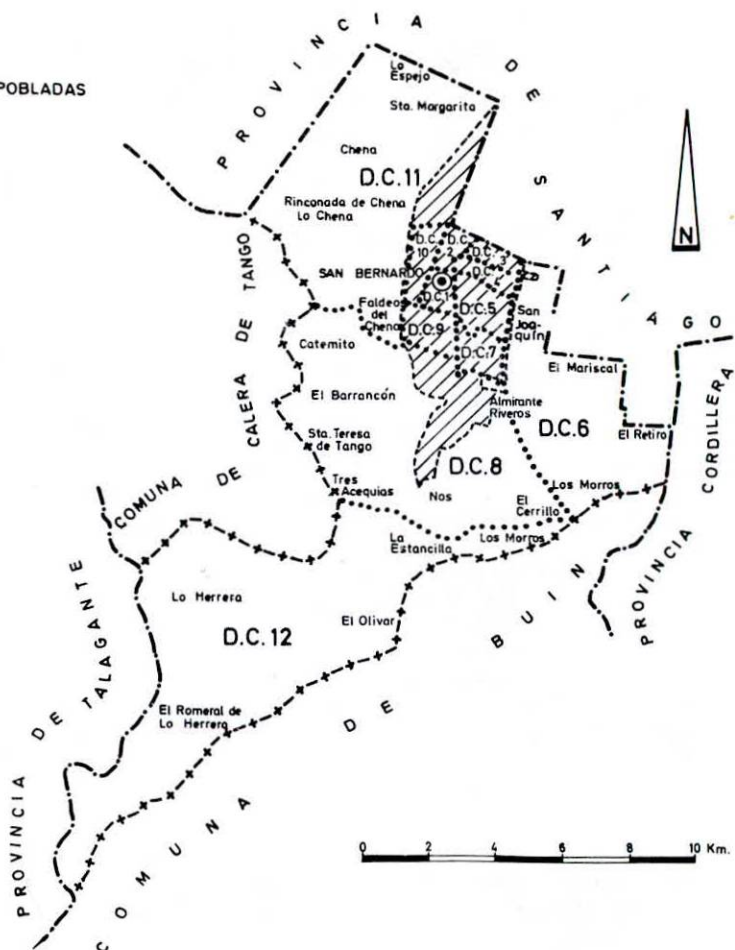 POBLADAS
PROVINCIA DE SANTIAGO
Lo
Espejo
Sta. Margarita
Chena
D.C.11
Rinconada de Chena
Lo Chena
N
D.C.
10
D.C.
2
D.C.
3
D.C.
SAN BERNARDO
D.C.1
Faldeos
del
Chena
D.C.5
San
Joa-
quín
D.C.9
D.C.7
Catemito
El Mariscal
El Barrancón
Almirante
Riveros
D.C.6
El Retiro
Sta. Teresa
de Tango
D.C.8
Tres
Acequias
Nos
Los Morros
El
Cerrillo
La
Estancilla
Los Morros
COMUNA DE CALERA DE TANGO
PROVINCIA CORDILLERA
Lo Herrera
El Olivar
D.C.12
El Romeral de
Lo Herrera
PROVINCIA DE TALAGANTE
COMUNA DE BUIN
0 2 4 6 8 10 Km.